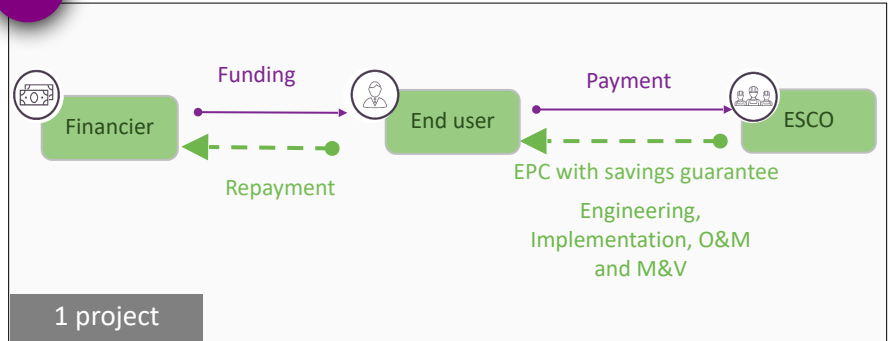 Funding
Payment
Financier
End user
ESCO
Repayment
EPC with savings guarantee
Engineering,
Implementation, O&M
and M&V
1 project